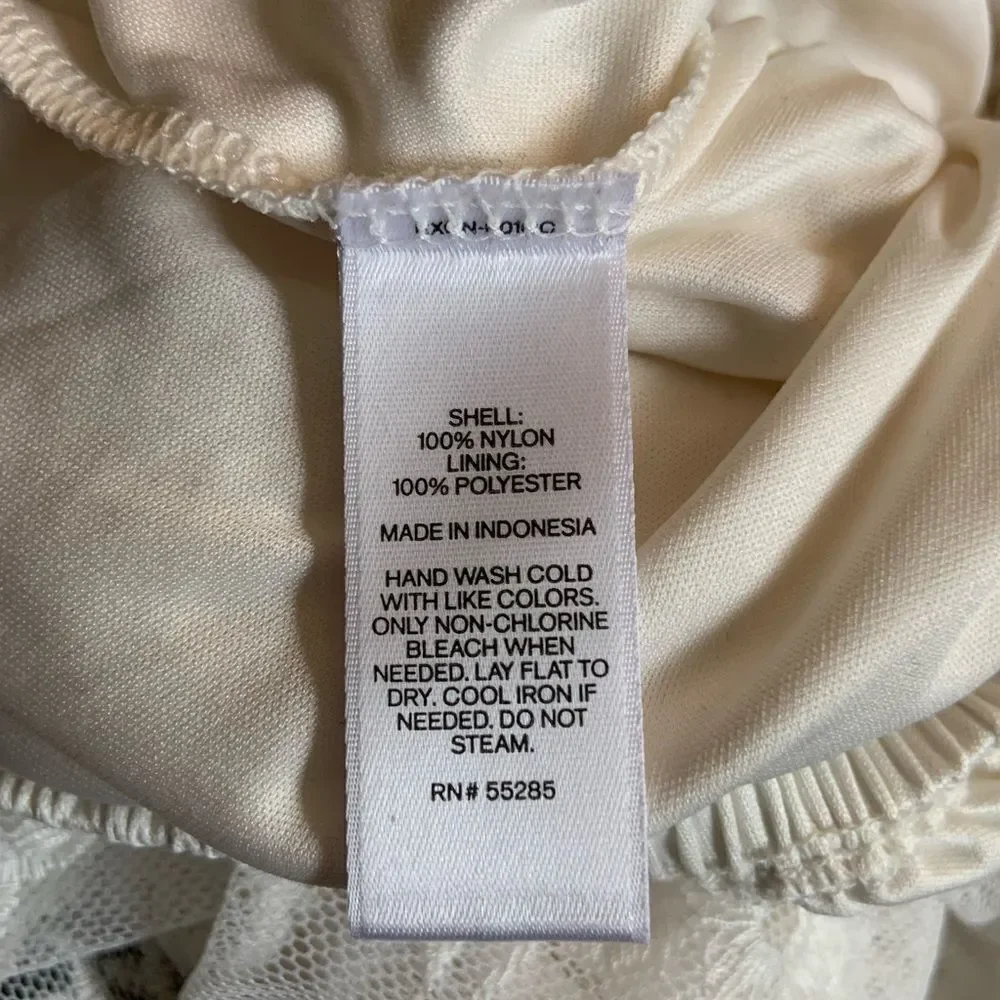 SHELL:
100% NYLON
LINING:
100% POLYESTER
MADE IN INDONESIA
HAND WASH COLD
WITH LIKE COLORS.
ONLY NON-CHLORINE
BLEACH WHEN
NEEDED. LAY FLAT TO
DRY. COOL IRON IF
NEEDED. DO NOT
STEAM.
RN# 55285